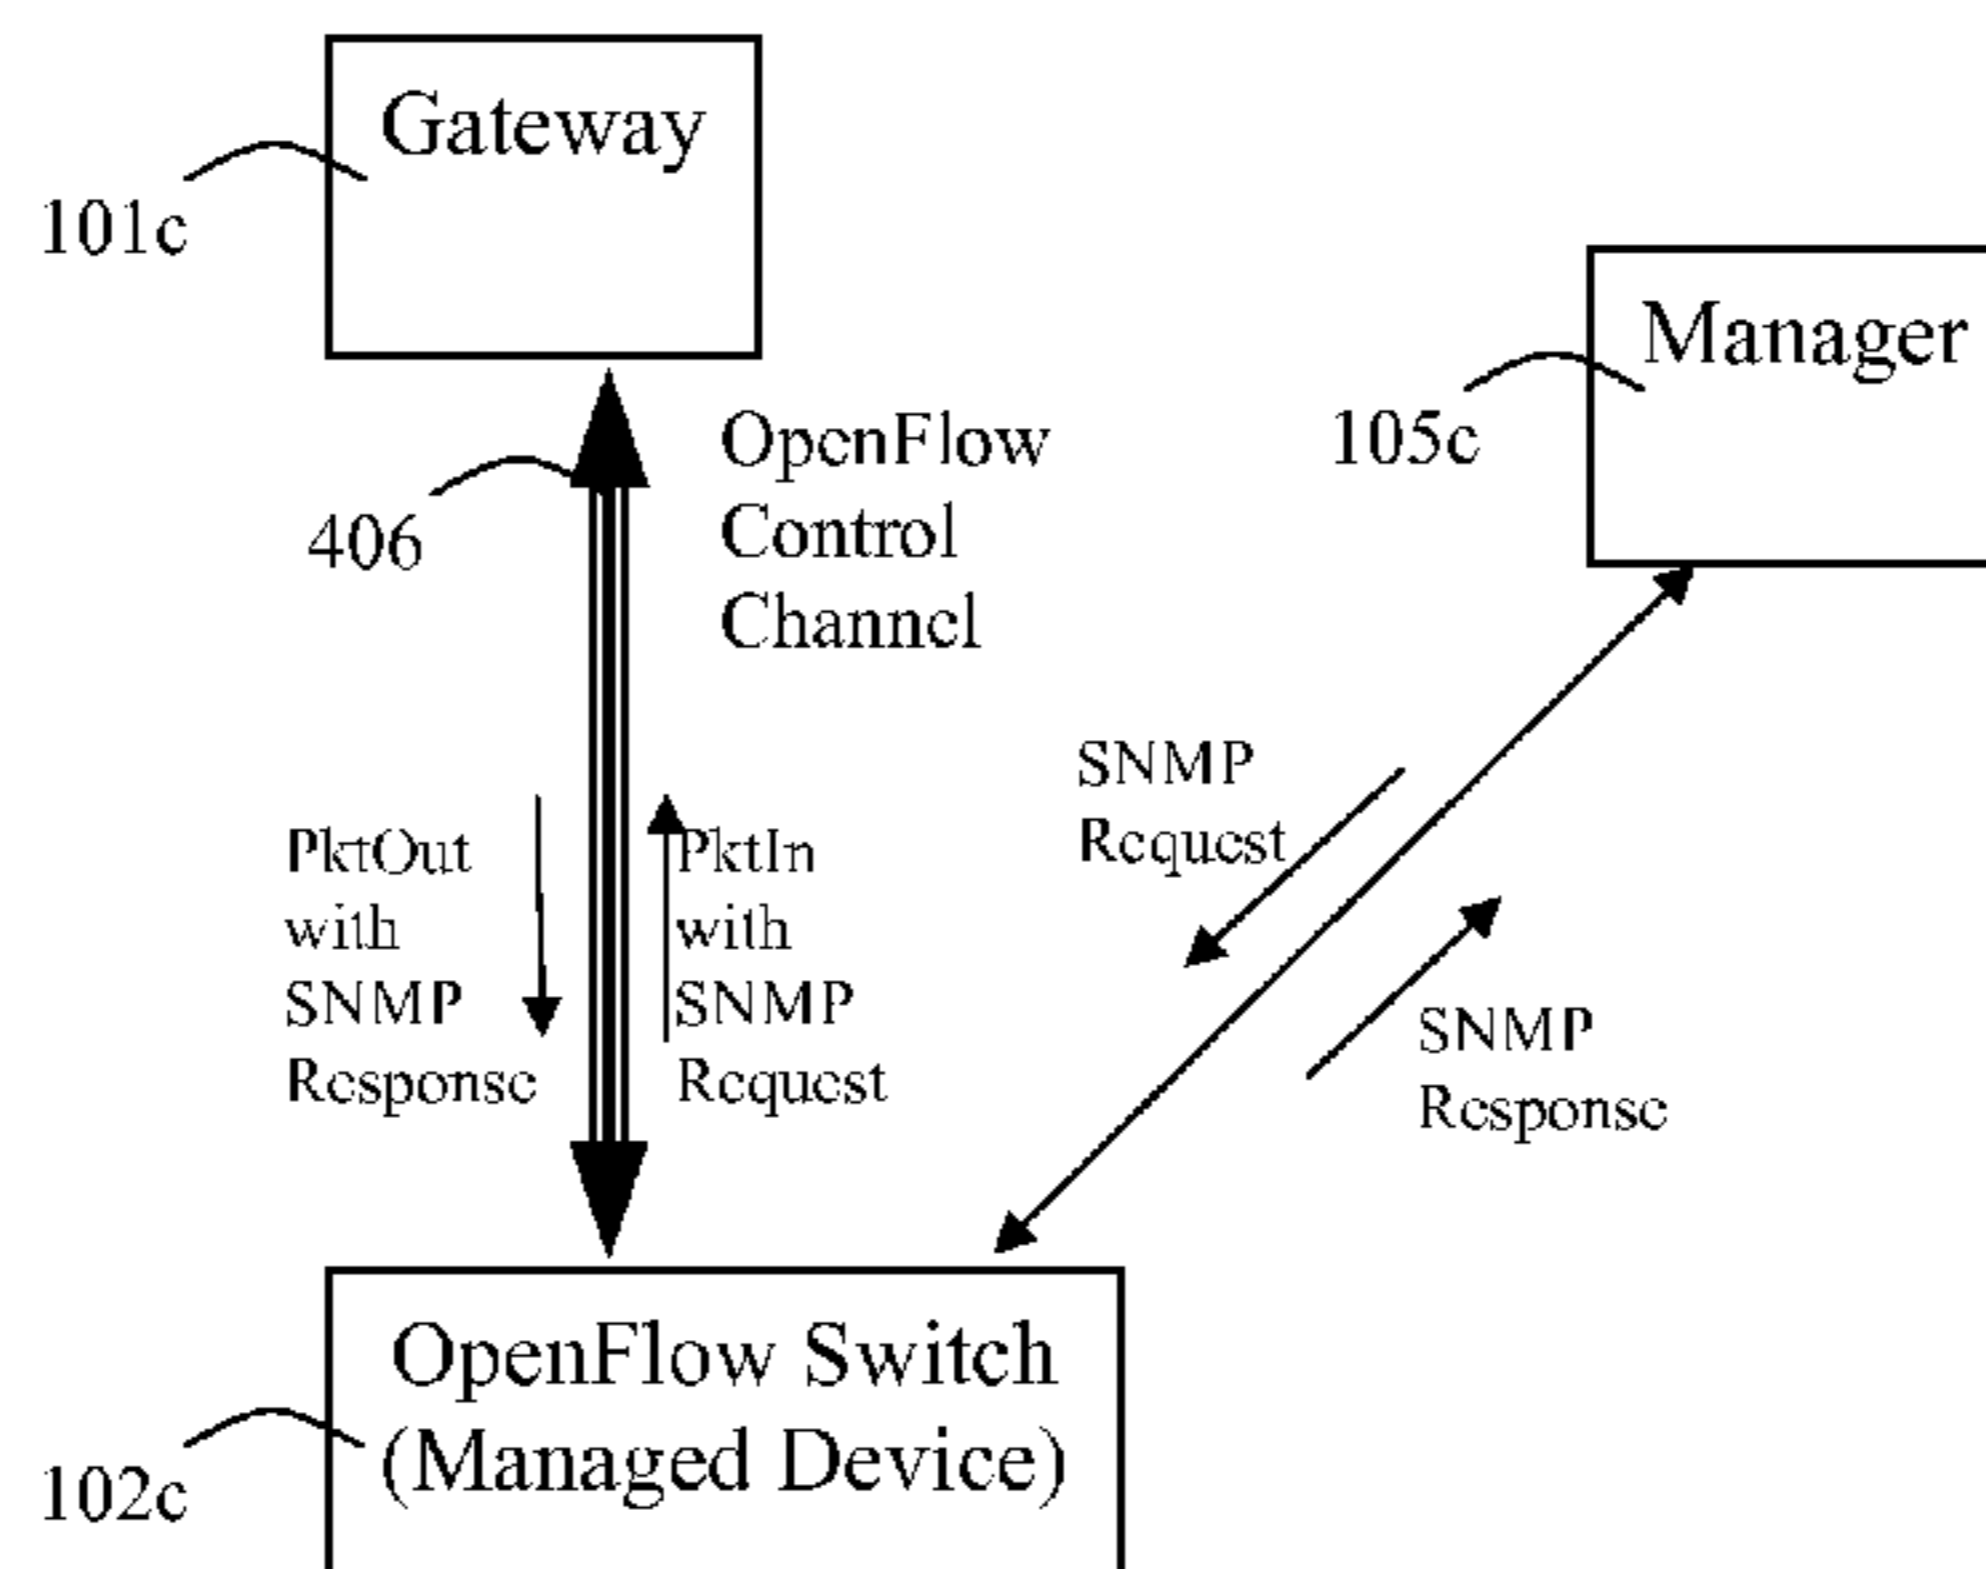 Gateway
101c
Manager
105c
OpenFlow
Control
Channel
406
SNMP
Request
PktOut
with
SNMP
Response
PktIn
with
SNMP
Request
SNMP
Response
OpenFlow Switch
(Managed Device)
102c